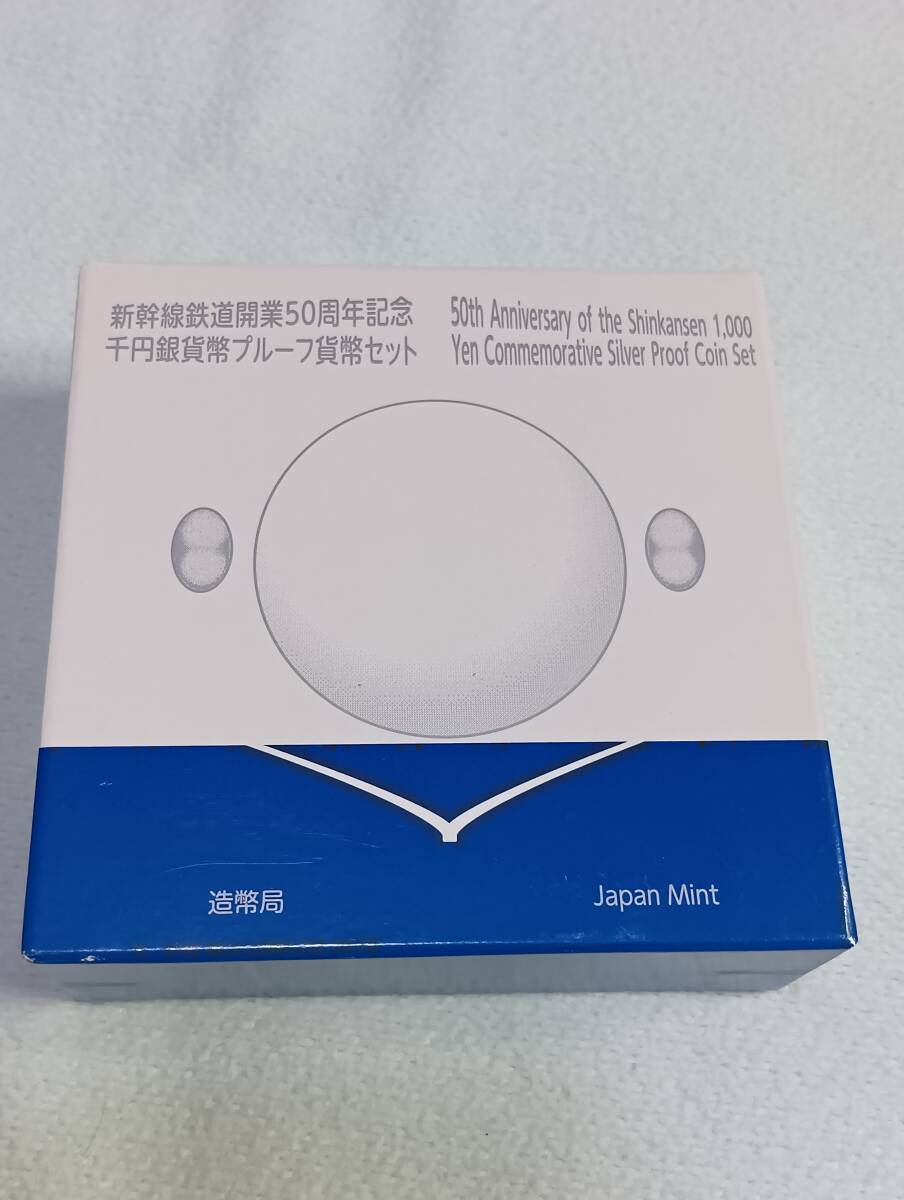 新幹線鉄道開業50周年記念
千円銀貨幣プルーフ貨幣セット
50th Anniversary of the Shinkansen 1,000
Yen Commemorative Silver Proof Coin Set
造幣局
Japan Mint